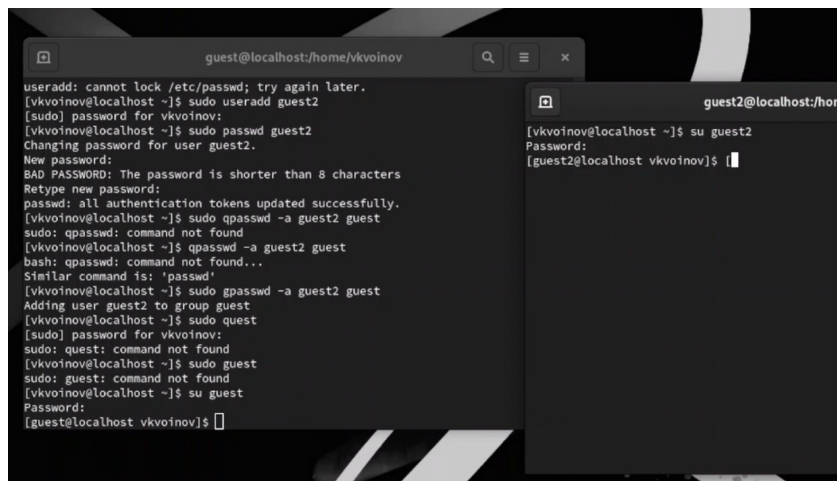 guest@localhost:/home/vkvoinov
useradd: cannot lock /etc/passwd; try again later.
[vkvoinov@localhost ~]$ sudo useradd guest2
[sudo] password for vkvoinov:
[vkvoinov@localhost ~]$ sudo passwd guest2
Changing password for user guest2.
New password:
BAD PASSWORD: The password is shorter than 8 characters
Retype new password:
passwd: all authentication tokens updated successfully.
[vkvoinov@localhost ~]$ sudo qpasswd -a guest2 guest
sudo: qpasswd: command not found
[vkvoinov@localhost ~]$ qpasswd -a guest2 guest
bash: qpasswd: command not found...
Similar command is: 'passwd'
[vkvoinov@localhost ~]$ sudo gpasswd -a guest2 guest
Adding user guest2 to group guest
[vkvoinov@localhost ~]$ sudo quest
[sudo] password for vkvoinov:
sudo: quest: command not found
[vkvoinov@localhost ~]$ sudo guest
sudo: guest: command not found
[vkvoinov@localhost ~]$ su guest
Password:
[guest@localhost vkvoinov]$
guest2@localhost:/hor
[vkvoinov@localhost ~]$ su guest2
Password:
[guest2@localhost vkvoinov]$ [